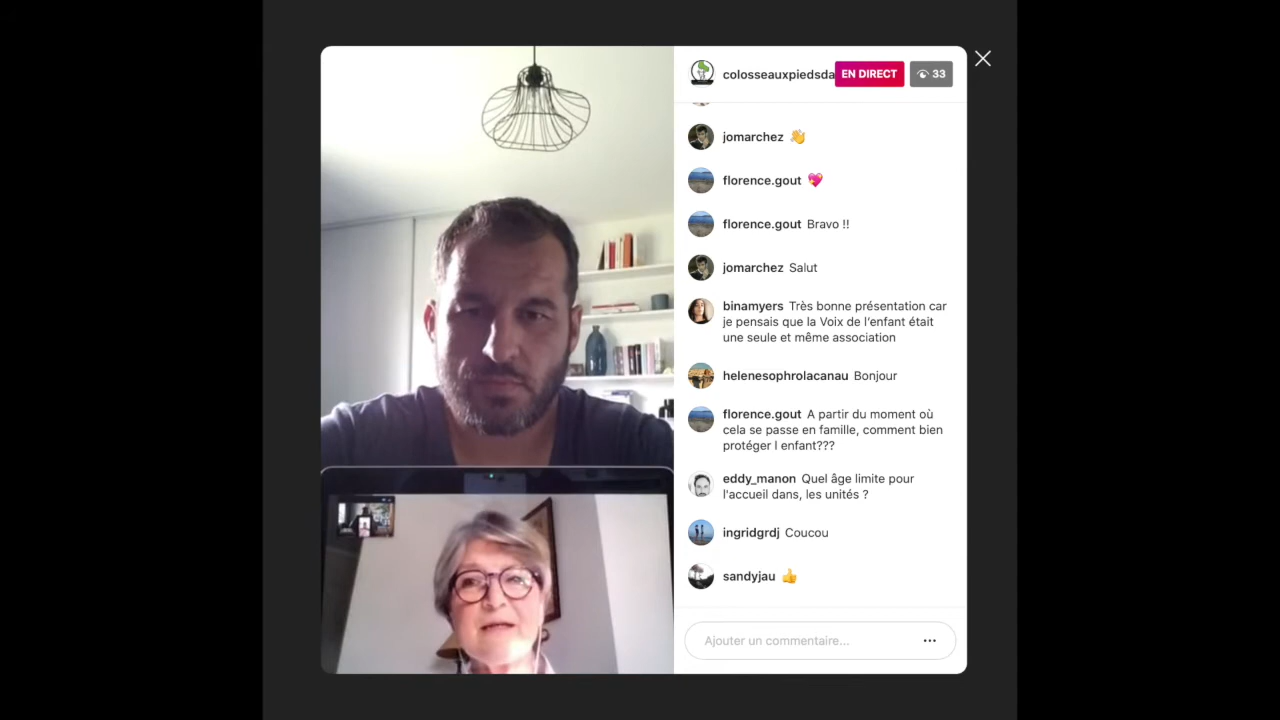 colosseauxpiedsda EN DIRECT 33
jomarchez 👋
florence.gout 💖
florence.gout Bravo !!
jomarchez Salut
binamyers Très bonne présentation car
je pensais que la Voix de l'enfant était
une seule et même association
helenesophrolacanau Bonjour
florence.gout A partir du moment où
cela se passe en famille, comment bien
protéger l enfant???
eddy_manon Quel âge limite pour
l'accueil dans, les unités ?
ingridgrdj Coucou
sandyjau 👍
Ajouter un commentaire...